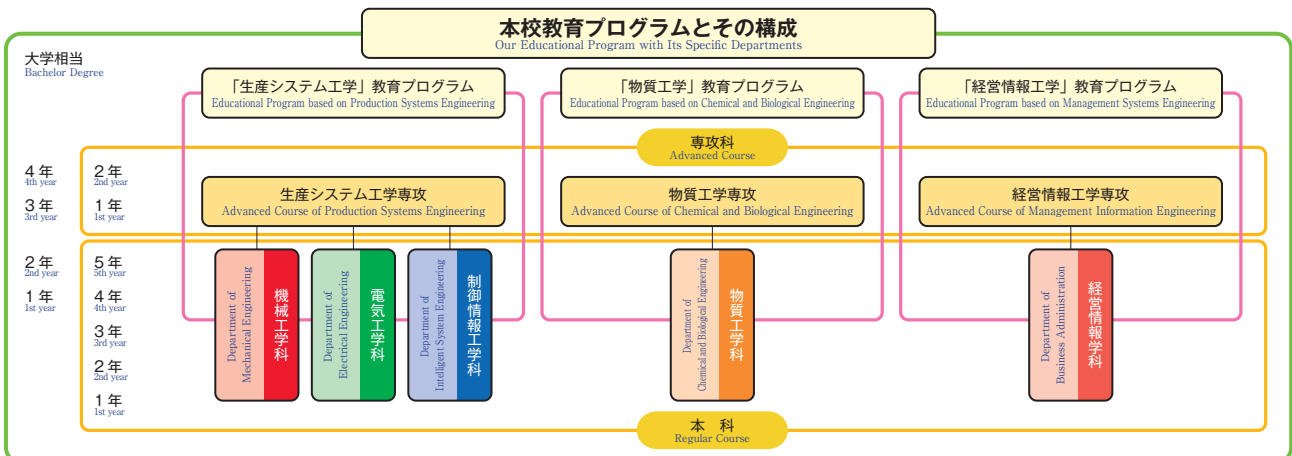 本校教育プログラムとその構成
Our Educational Program with Its Specific Departments
大学相当
Bachelor Degree
「生産システム工学」教育プログラム
Educational Program based on Production Systems Engineering
「物質工学」教育プログラム
Educational Program based on Chemical and Biological Engineering
「経営情報工学」教育プログラム
Educational Program based on Management Systems Engineering
専攻科
Advanced Course
4 年
4th year
2 年
2nd year
3 年
3rd year
1 年
1st year
生産システム工学専攻
Advanced Course of Production Systems Engineering
物質工学専攻
Advanced Course of Chemical and Biological Engineering
経営情報工学専攻
Advanced Course of Management Information Engineering
2 年
2nd year
5 年
5th year
1 年
1st year
4 年
4th year
3 年
3rd year
2 年
2nd year
1 年
1st year
Department of
Mechanical Engineering
機械工学科
Department of
Electrical Engineering
電気工学科
Department of
Intelligent System Engineering
制御情報工学科
Department of
Chemical and Biological Engineering
物質工学科
Department of
Business Administration
経営情報学科
本 科
Regular Course